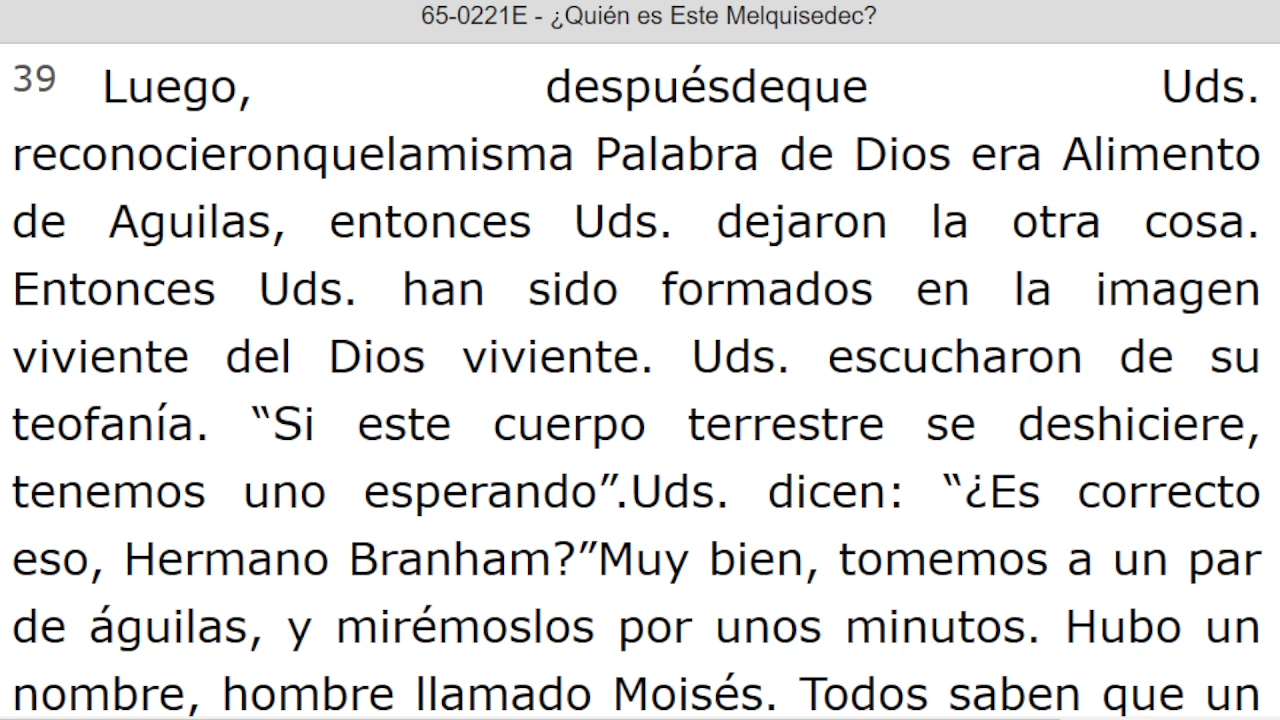 65-0221E - ¿Quién es Este Melquisedec?
39 Luego, despuésdeque Uds.
reconocieronquelamisma Palabra de Dios era Alimento
de Aguilas, entonces Uds. dejaron la otra cosa.
Entonces Uds. han sido formados en la imagen
viviente del Dios viviente. Uds. escucharon de su
teofanía. “Si este cuerpo terrestre se deshiciere,
tenemos uno esperando”.Uds. dicen: “¿Es correcto
eso, Hermano Branham?”Muy bien, tomemos a un par
de águilas, y mirémoslos por unos minutos. Hubo un
nombre, hombre llamado Moisés. Todos saben que un